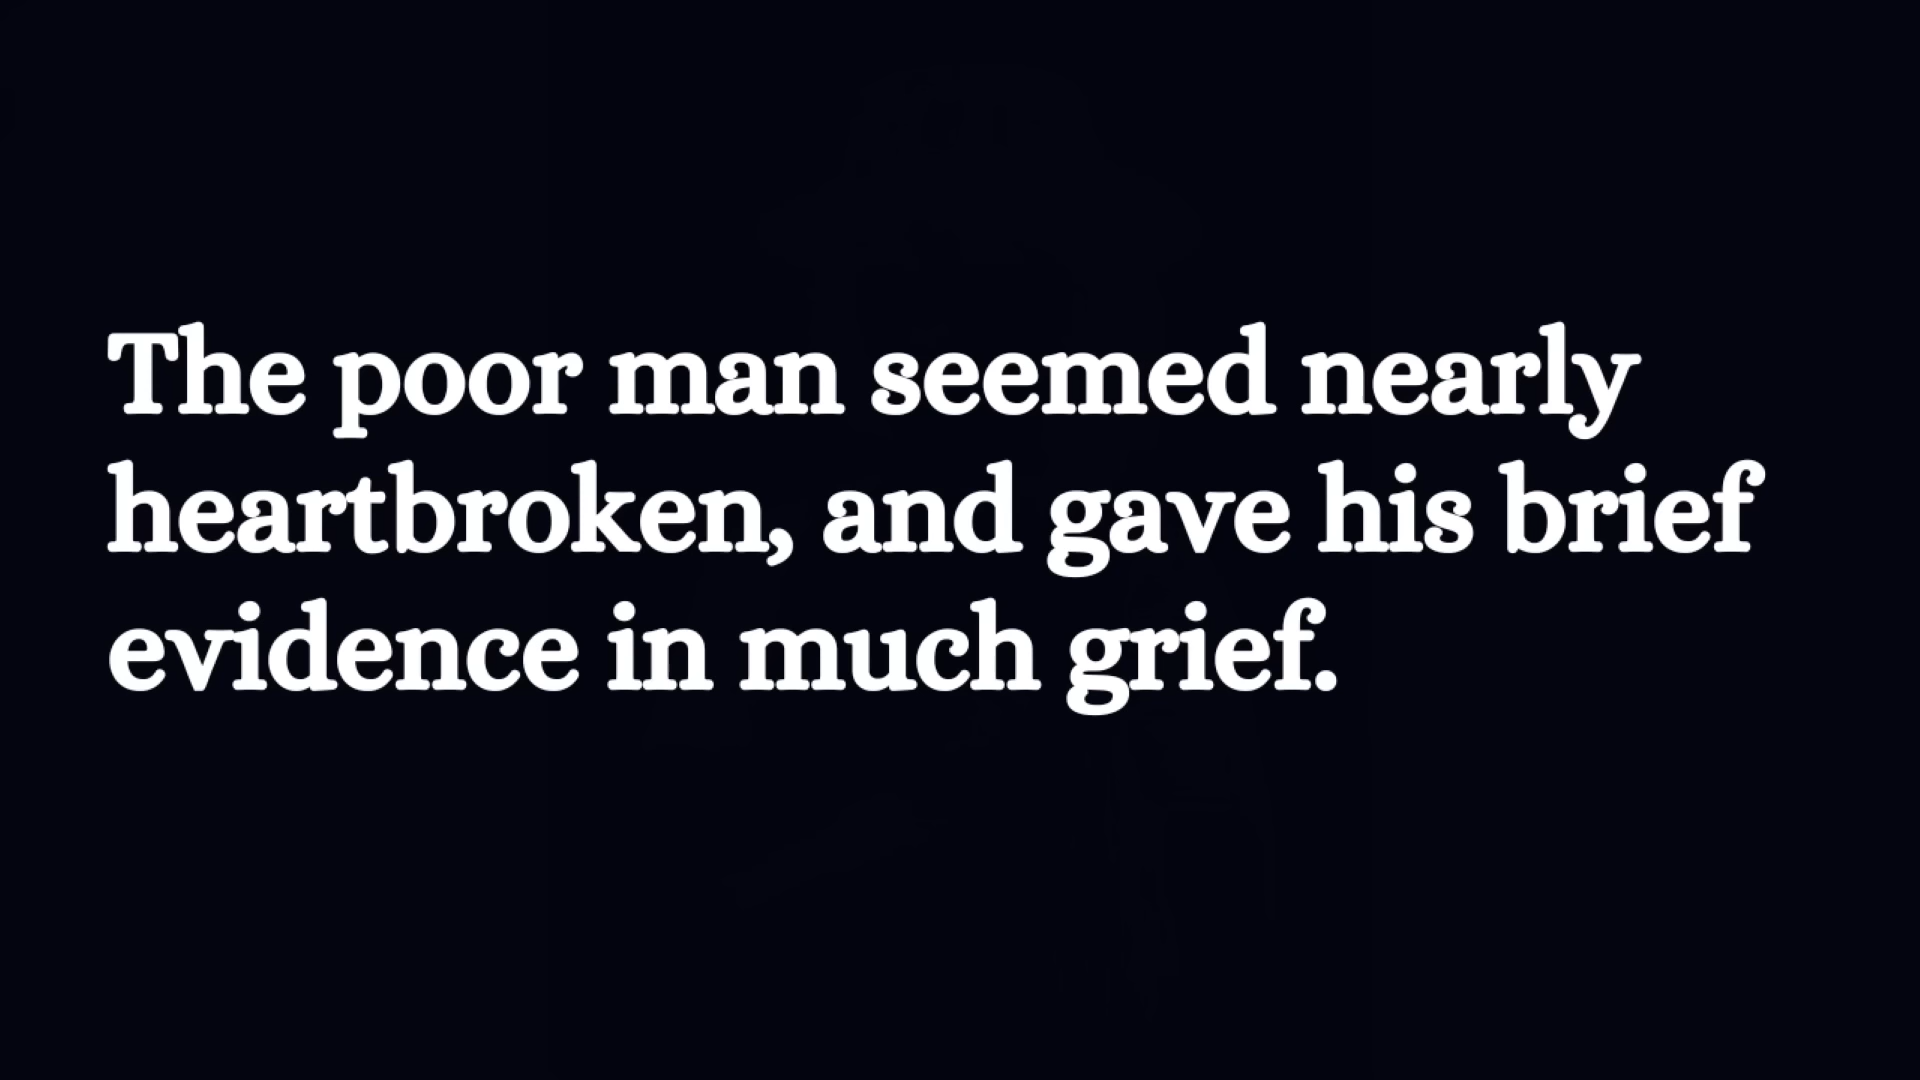 The poor man seemed nearly
heartbroken, and gave his brief
evidence in much grief.